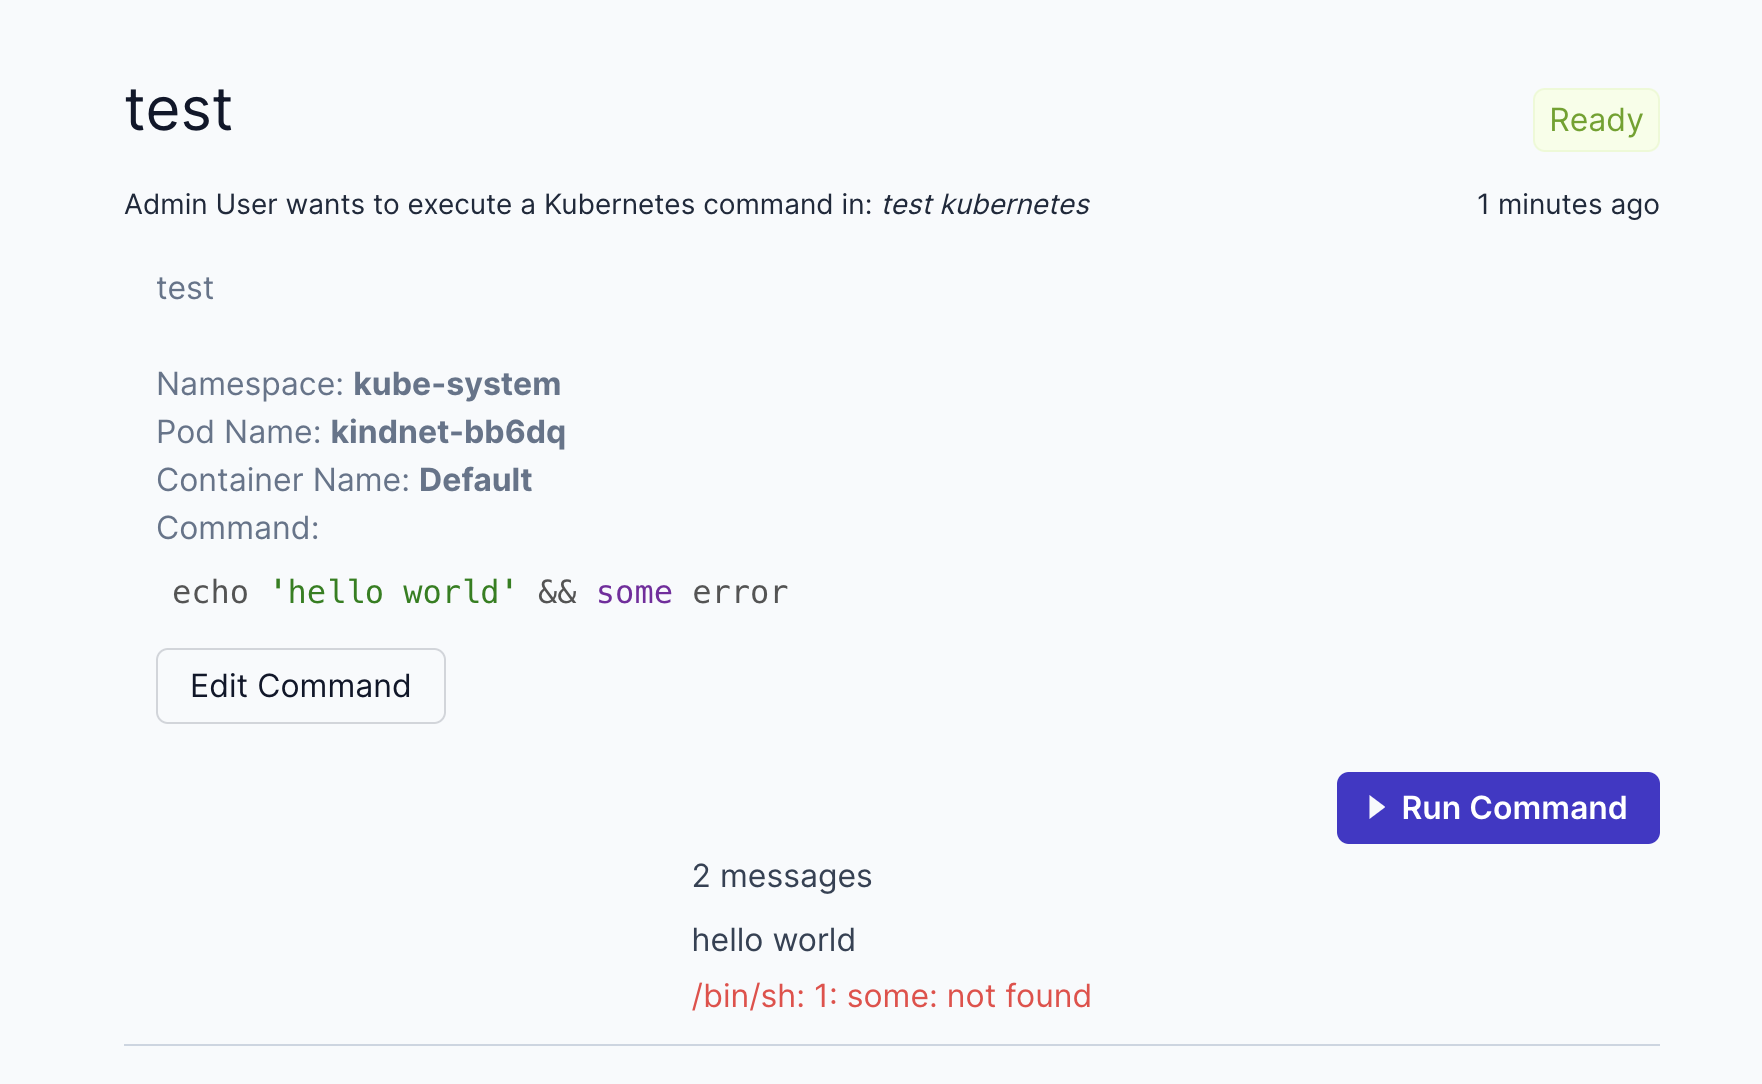 test
Ready
Admin User wants to execute a Kubernetes command in: test kubernetes
1 minutes ago
test
Namespace: kube-system
Pod Name: kindnet-bb6dq
Container Name: Default
Command:
echo 'hello world' && some error
Edit Command
Run Command
2 messages
hello world
/bin/sh: 1: some: not found